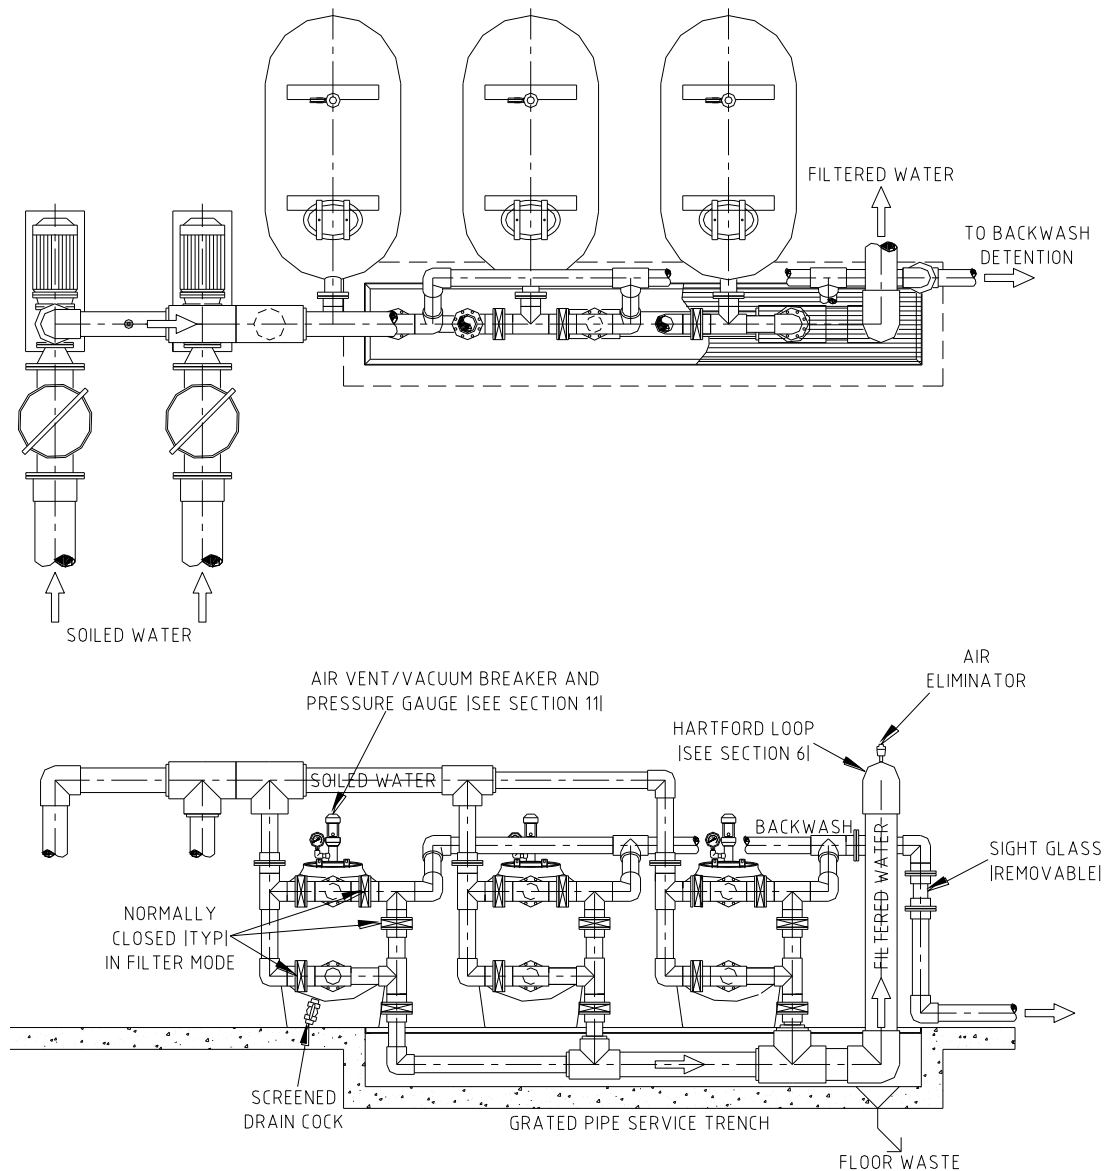 FILTERED WATER
TO BACKWASH
DETENTION
SOILED WATER
AIR
ELIMINATOR
AIR VENT/VACUUM BREAKER AND
PRESSURE GAUGE |SEE SECTION 11|
HARTFORD LOOP
|SEE SECTION 6|
SOILED WATER
BACKWASH
FILTERED WATER
SIGHT GLASS
|REMOVABLE|
NORMALLY
CLOSED |TYP|
IN FILTER MODE
SCREENED
DRAIN COCK
GRATED PIPE SERVICE TRENCH
FLOOR WASTE